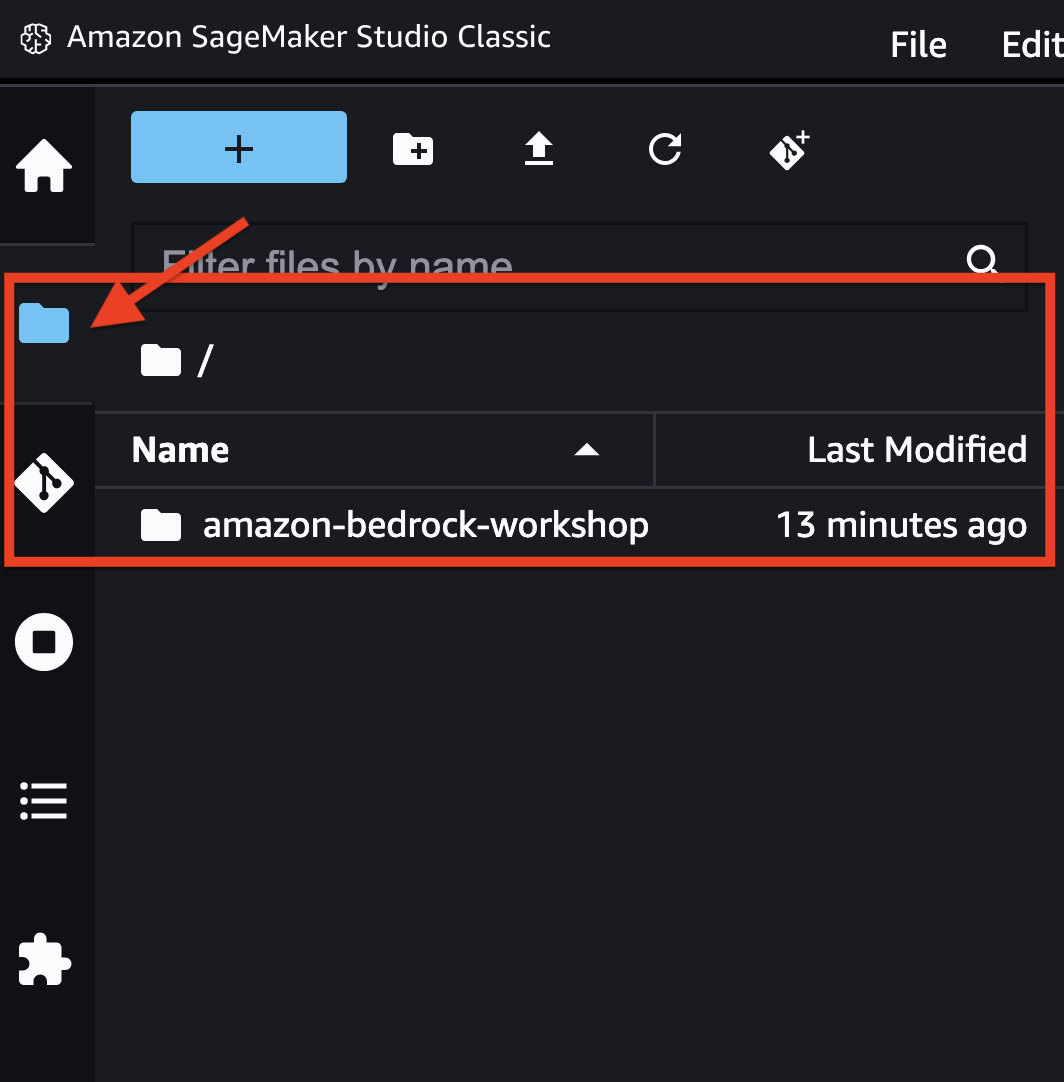 Amazon SageMaker Studio Classic
File Edit
Filter files by name
/
Name Last Modified
amazon-bedrock-workshop 13 minutes ago